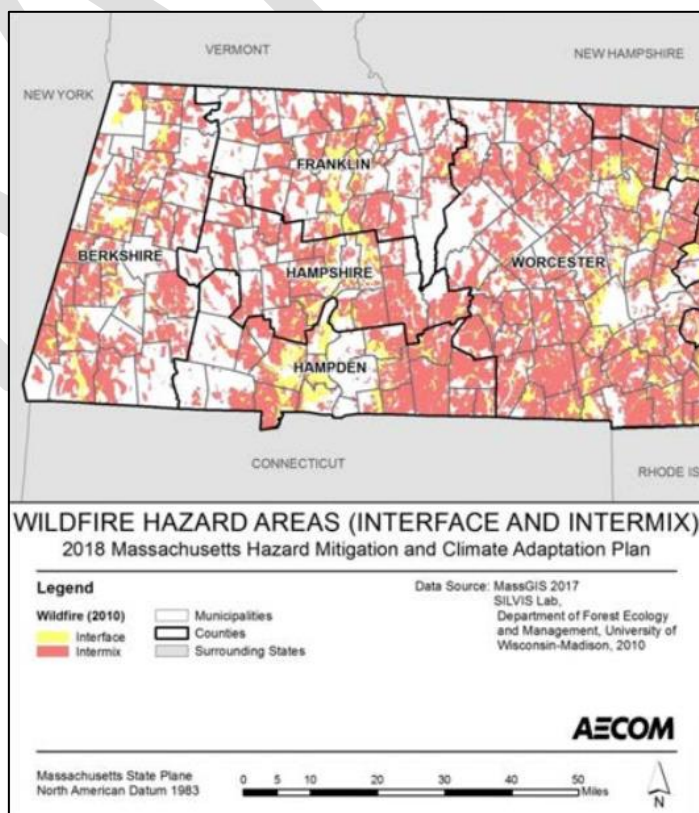 VERMONT
NEW HAMPSHIRE
NEW YORK
FRANKLIN
BERKSHIRE
HAMPSHIRE
WORCESTER
HAMPDEN
CONNECTICUT
RHODE IS
WILDFIRE HAZARD AREAS (INTERFACE AND INTERMIX)
2018 Massachusetts Hazard Mitigation and Climate Adaptation Plan
Legend
Wildfire (2010)
Interface
Intermix
Municipalities
Counties
Surrounding States
Data Source: MassGIS 2017
SILVIS Lab,
Department of Forest Ecology
and Management, University of
Wisconsin-Madison, 2010
AECOM
Massachusetts State Plane
North American Datum 1983
0 5 10 20 30 40 50
Miles
N